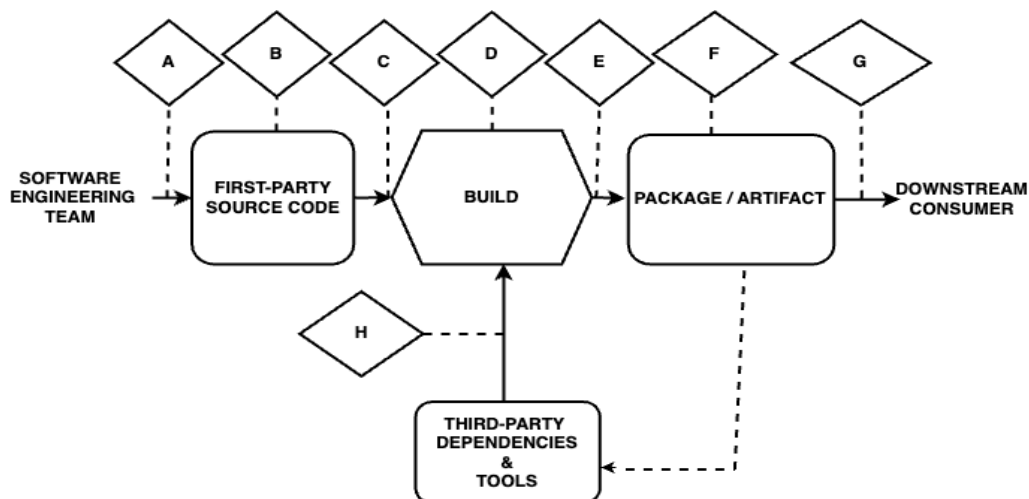 A
B
C
D
E
F
G
SOFTWARE
ENGINEERING
TEAM
FIRST-PARTY
SOURCE CODE
BUILD
PACKAGE / ARTIFACT
DOWNSTREAM
CONSUMER
H
THIRD-PARTY
DEPENDENCIES
&
TOOLS